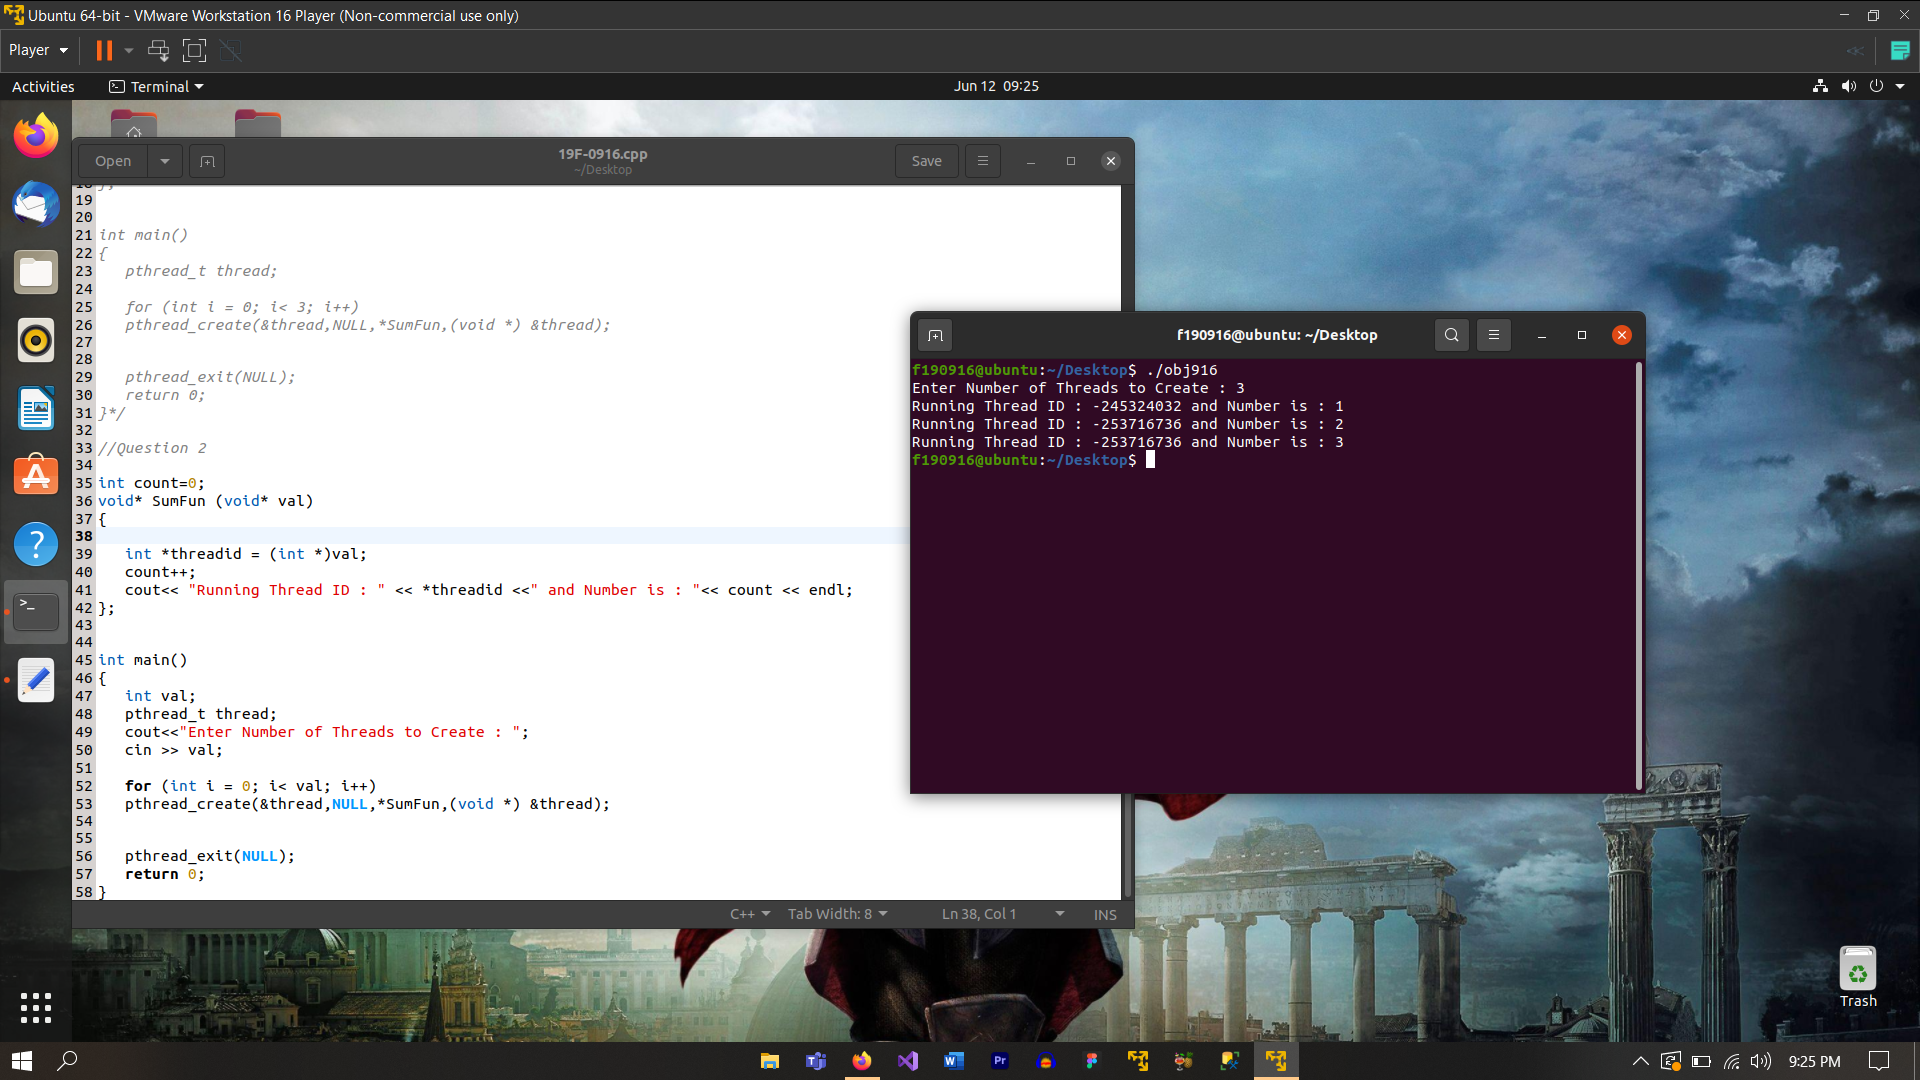 Ubuntu 64-bit - VMware Workstation 16 Player (Non-commercial use only)
Player
Activities
Terminal
Jun 12 09:25
Open
19F-0916.cpp
~/Desktop
Save
19
20
21 int main()
22 {
23 pthread_t thread;
24
25 for (int i = 0; i< 3; i++)
26 pthread_create(&thread,NULL,*SumFun,(void *) &thread);
27
28
29 pthread_exit(NULL);
30 return 0;
31 }*/
32
33 //Question 2
34
35 int count=0;
36 void* SumFun (void* val)
37 {
38
39 int *threadid = (int *)val;
40 count++;
41 cout<< "Running Thread ID : " << *threadid <<" and Number is : "<< count << endl;
42 };
43
44
45 int main()
46 {
47 int val;
48 pthread_t thread;
49 cout<<"Enter Number of Threads to Create : ";
50 cin >> val;
51
52 for (int i = 0; i< val; i++)
53 pthread_create(&thread,NULL,*SumFun,(void *) &thread);
54
55
56 pthread_exit(NULL);
57 return 0;
58 }
C++
Tab Width: 8
Ln 38, Col 1
INS
f190916@ubuntu: ~/Desktop
f190916@ubuntu:~/Desktop$ ./obj916
Enter Number of Threads to Create : 3
Running Thread ID : -245324032 and Number is : 1
Running Thread ID : -253716736 and Number is : 2
Running Thread ID : -253716736 and Number is : 3
f190916@ubuntu:~/Desktop$
Trash
9:25 PM